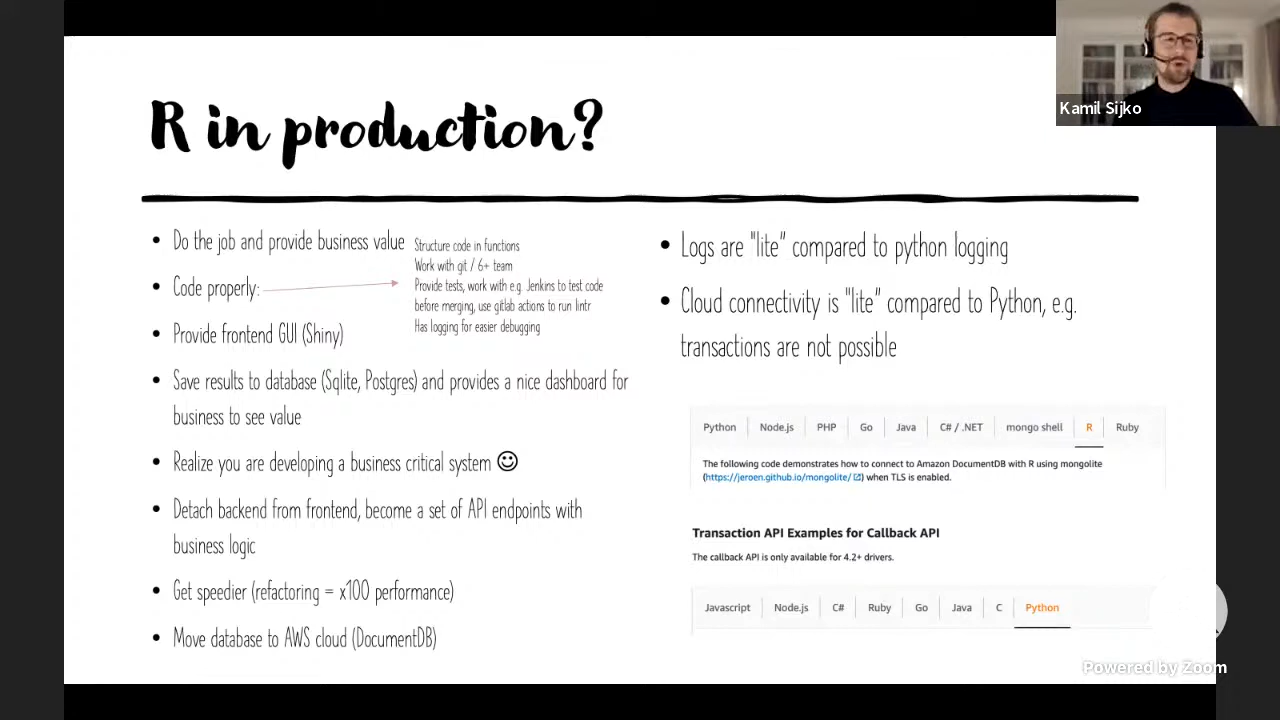 R in production?
Kamil Sijko
Do the job and provide business value
Code properly:
Structure code in functions
Work with git / 6+ team
Provide tests, work with e.g. Jenkins to test code
before merging, use gitlab actions to run lintr
Has logging for easier debugging
Provide frontend GUI (Shiny)
Save results to database (Sqlite, Postgres) and provides a nice dashboard for
business to see value
Realize you are developing a business critical system ☺
Detach backend from frontend, become a set of API endpoints with
business logic
Get speedier (refactoring = x100 performance)
Move database to AWS cloud (DocumentDB)
Logs are "lite" compared to python logging
Cloud connectivity is "lite" compared to Python, e.g.
transactions are not possible
Python Node.js PHP Go Java C# / .NET mongo shell R Ruby
The following code demonstrates how to connect to Amazon DocumentDB with R using mongolite
(https://jeroen.github.io/mongolite/) when TLS is enabled.
Transaction API Examples for Callback API
The callback API is only available for 4.2+ drivers.
Javascript Node.js C# Ruby Go Java C Python
Powered by Zoom